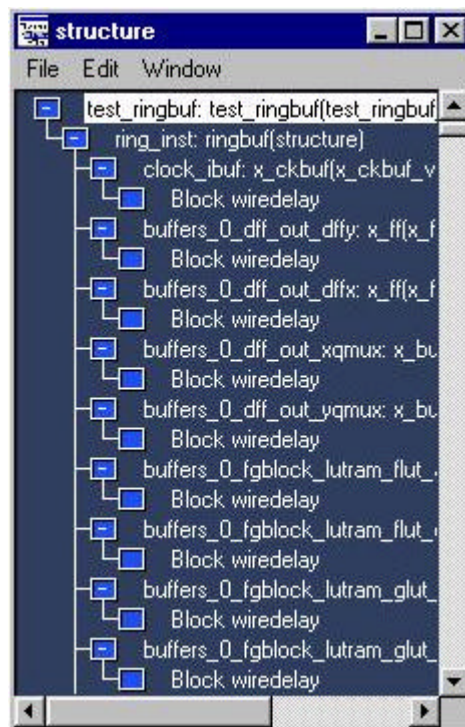 structure
File Edit Window
test_ringbuf: test_ringbuf(test_ringbuf
ring_inst: ringbuf(structure)
clock_ibuf: x_ckbuf(x_ckbuf_v
Block wiredelay
buffers_0_dff_out_dffy: x_ff(x_f
Block wiredelay
buffers_0_dff_out_dffx: x_ff(x_f
Block wiredelay
buffers_0_dff_out_xqmux: x_bu
Block wiredelay
buffers_0_dff_out_yqmux: x_bu
Block wiredelay
buffers_0_fgblock_lutram_flut_
Block wiredelay
buffers_0_fgblock_lutram_flut_
Block wiredelay
buffers_0_fgblock_lutram_glut_
Block wiredelay
buffers_0_fgblock_lutram_glut_
Block wiredelay